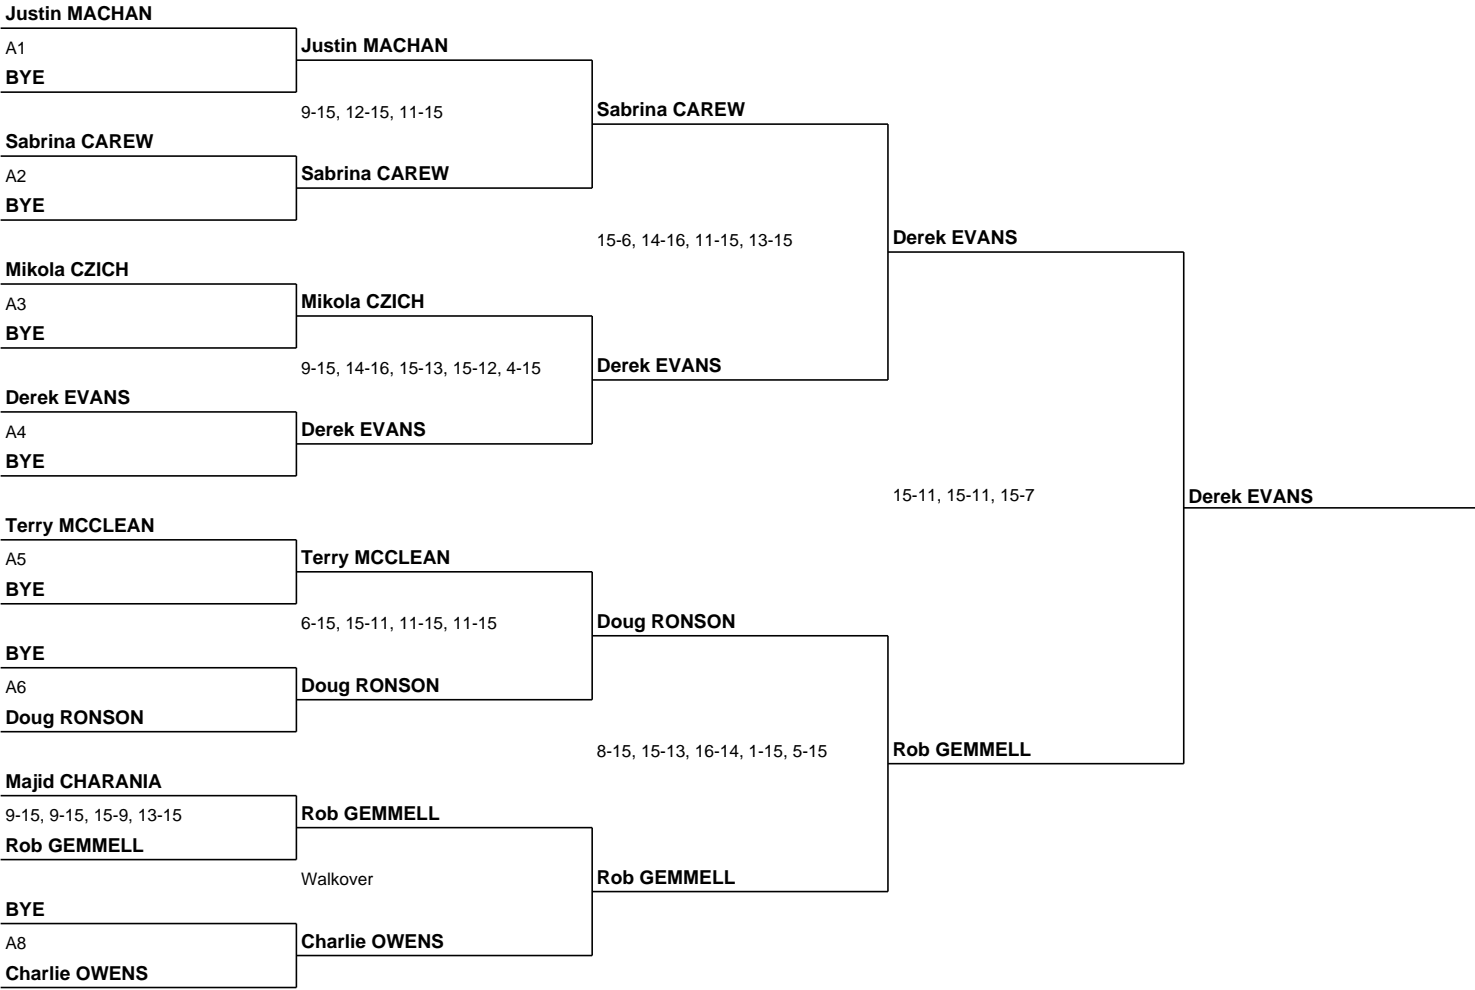 Justin MACHAN
A1
BYE
Sabrina CAREW
A2
BYE
Mikola CZICH
A3
BYE
Derek EVANS
A4
BYE
Terry MCCLEAN
A5
BYE
BYE
A6
Doug RONSON
Majid CHARANIA
9-15, 9-15, 15-9, 13-15
Rob GEMMELL
BYE
A8
Charlie OWENS
Justin MACHAN
9-15, 12-15, 11-15
Sabrina CAREW
Mikola CZICH
9-15, 14-16, 15-13, 15-12, 4-15
Derek EVANS
Terry MCCLEAN
6-15, 15-11, 11-15, 11-15
Doug RONSON
Rob GEMMELL
Walkover
Charlie OWENS
Sabrina CAREW
15-6, 14-16, 11-15, 13-15
Derek EVANS
Doug RONSON
8-15, 15-13, 16-14, 1-15, 5-15
Rob GEMMELL
Derek EVANS
15-11, 15-11, 15-7
Rob GEMMELL
Derek EVANS